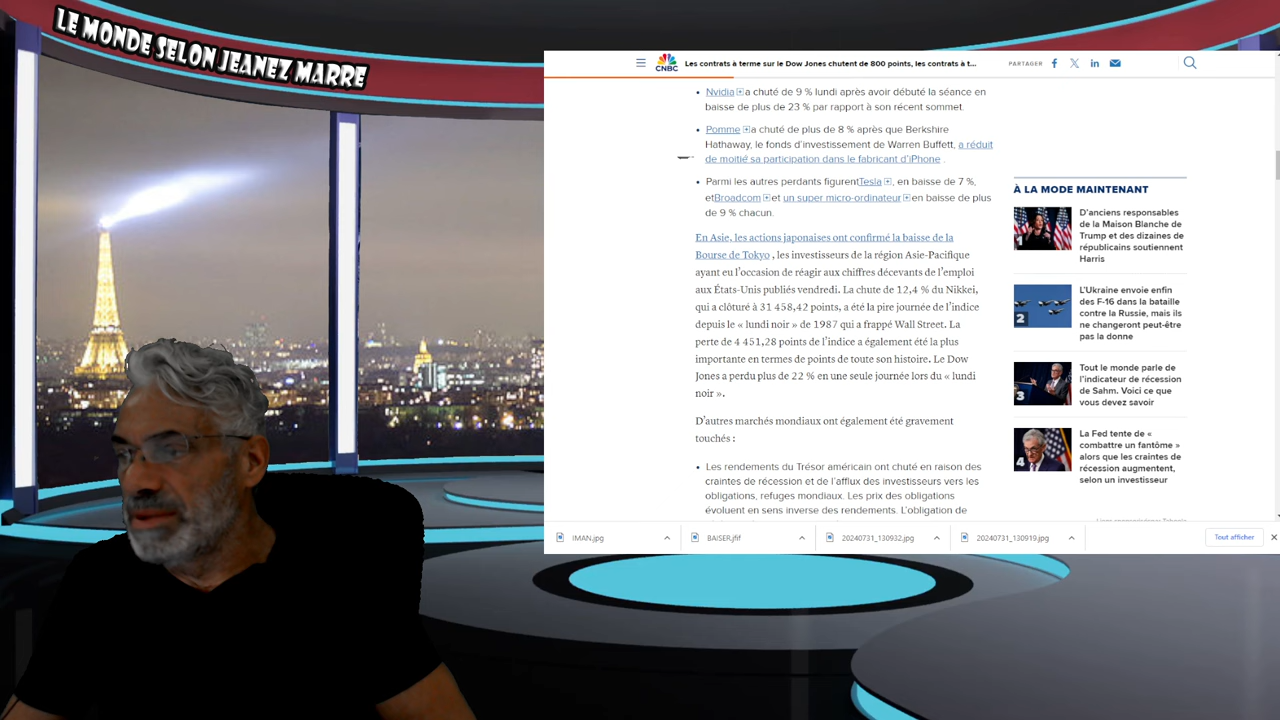 LE MONDE SELON JEANEZ MARRE
CNBC
Les contrats à terme sur le Dow Jones chutent de 800 points, les contrats à t...
PARTAGER
Nvidia a chuté de 9 % lundi après avoir débuté la séance en
baisse de plus de 23 % par rapport à son récent sommet.
Pomme a chuté de plus de 8 % après que Berkshire
Hathaway, le fonds d'investissement de Warren Buffett, a réduit
de moitié sa participation dans le fabricant d'iPhone .
Parmi les autres perdants figurentTesla , en baisse de 7 %,
etBroadcom et un super micro-ordinateur en baisse de plus
de 9 % chacun.
En Asie, les actions japonaises ont confirmé la baisse de la
Bourse de Tokyo , les investisseurs de la région Asie-Pacifique
ayant eu l'occasion de réagir aux chiffres décevants de l'emploi
aux États-Unis publiés vendredi. La chute de 12,4 % du Nikkei,
qui a clôturé à 31 458,42 points, a été la pire journée de l'indice
depuis le « lundi noir » de 1987 qui a frappé Wall Street. La
perte de 4 451,28 points de l'indice a également été la plus
importante en termes de points de toute son histoire. Le Dow
Jones a perdu plus de 22 % en une seule journée lors du « lundi
noir ».
D'autres marchés mondiaux ont également été gravement
touchés :
Les rendements du Trésor américain ont chuté en raison des
craintes de récession et de l'afflux des investisseurs vers les
obligations, refuges mondiaux. Les prix des obligations
évoluent en sens inverse des rendements. L'obligation de
À LA MODE MAINTENANT
1
D'anciens responsables
de la Maison Blanche de
Trump et des dizaines de
républicains soutiennent
Harris
2
L'Ukraine envoie enfin
des F-16 dans la bataille
contre la Russie, mais ils
ne changeront peut-être
pas la donne
3
Tout le monde parle de
l'indicateur de récession
de Sahm. Voici ce que
vous devez savoir
4
La Fed tente de «
combattre un fantôme »
alors que les craintes de
récession augmentent,
selon un investisseur
IMAN.jpg
BAISER.jfif
20240731_130932.jpg
20240731_130919.jpg
Tout afficher